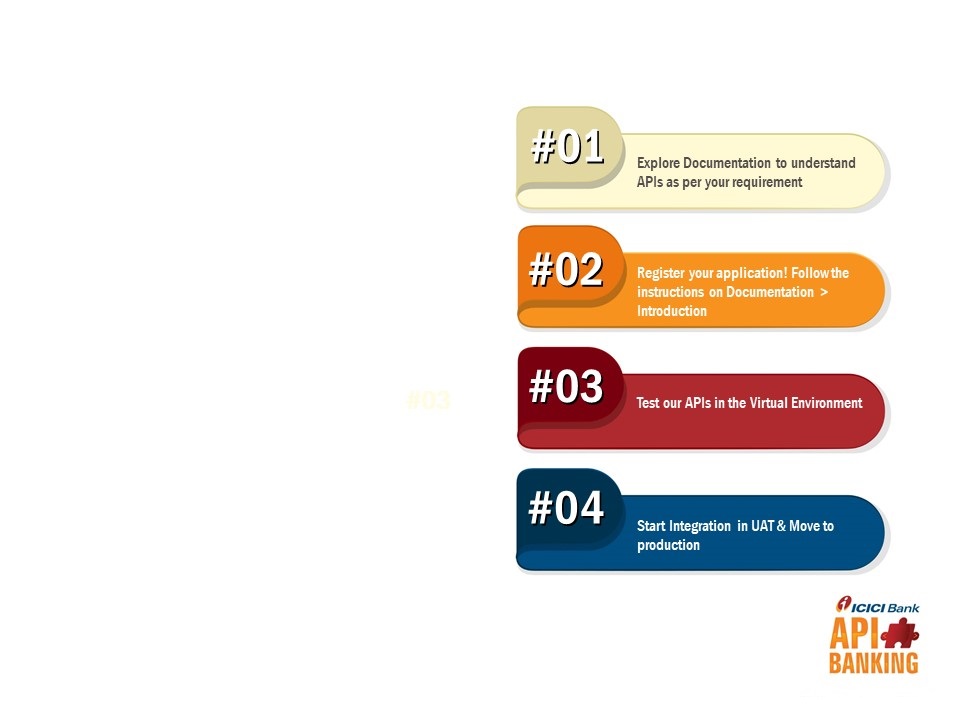 #01
Explore Documentation to understand
APIs as per your requirement
#02
Register your application! Follow the
instructions on Documentation >
Introduction
#03
#03
Test our APIs in the Virtual Environment
#04
Start Integration in UAT & Move to
production
ICICI Bank
API
BANKING